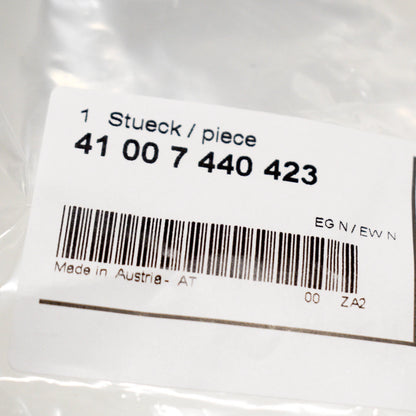 1 Stueck / piece
41 00 7 440 423
EG N / EW N
Made in Austria - AT
00 ZA2